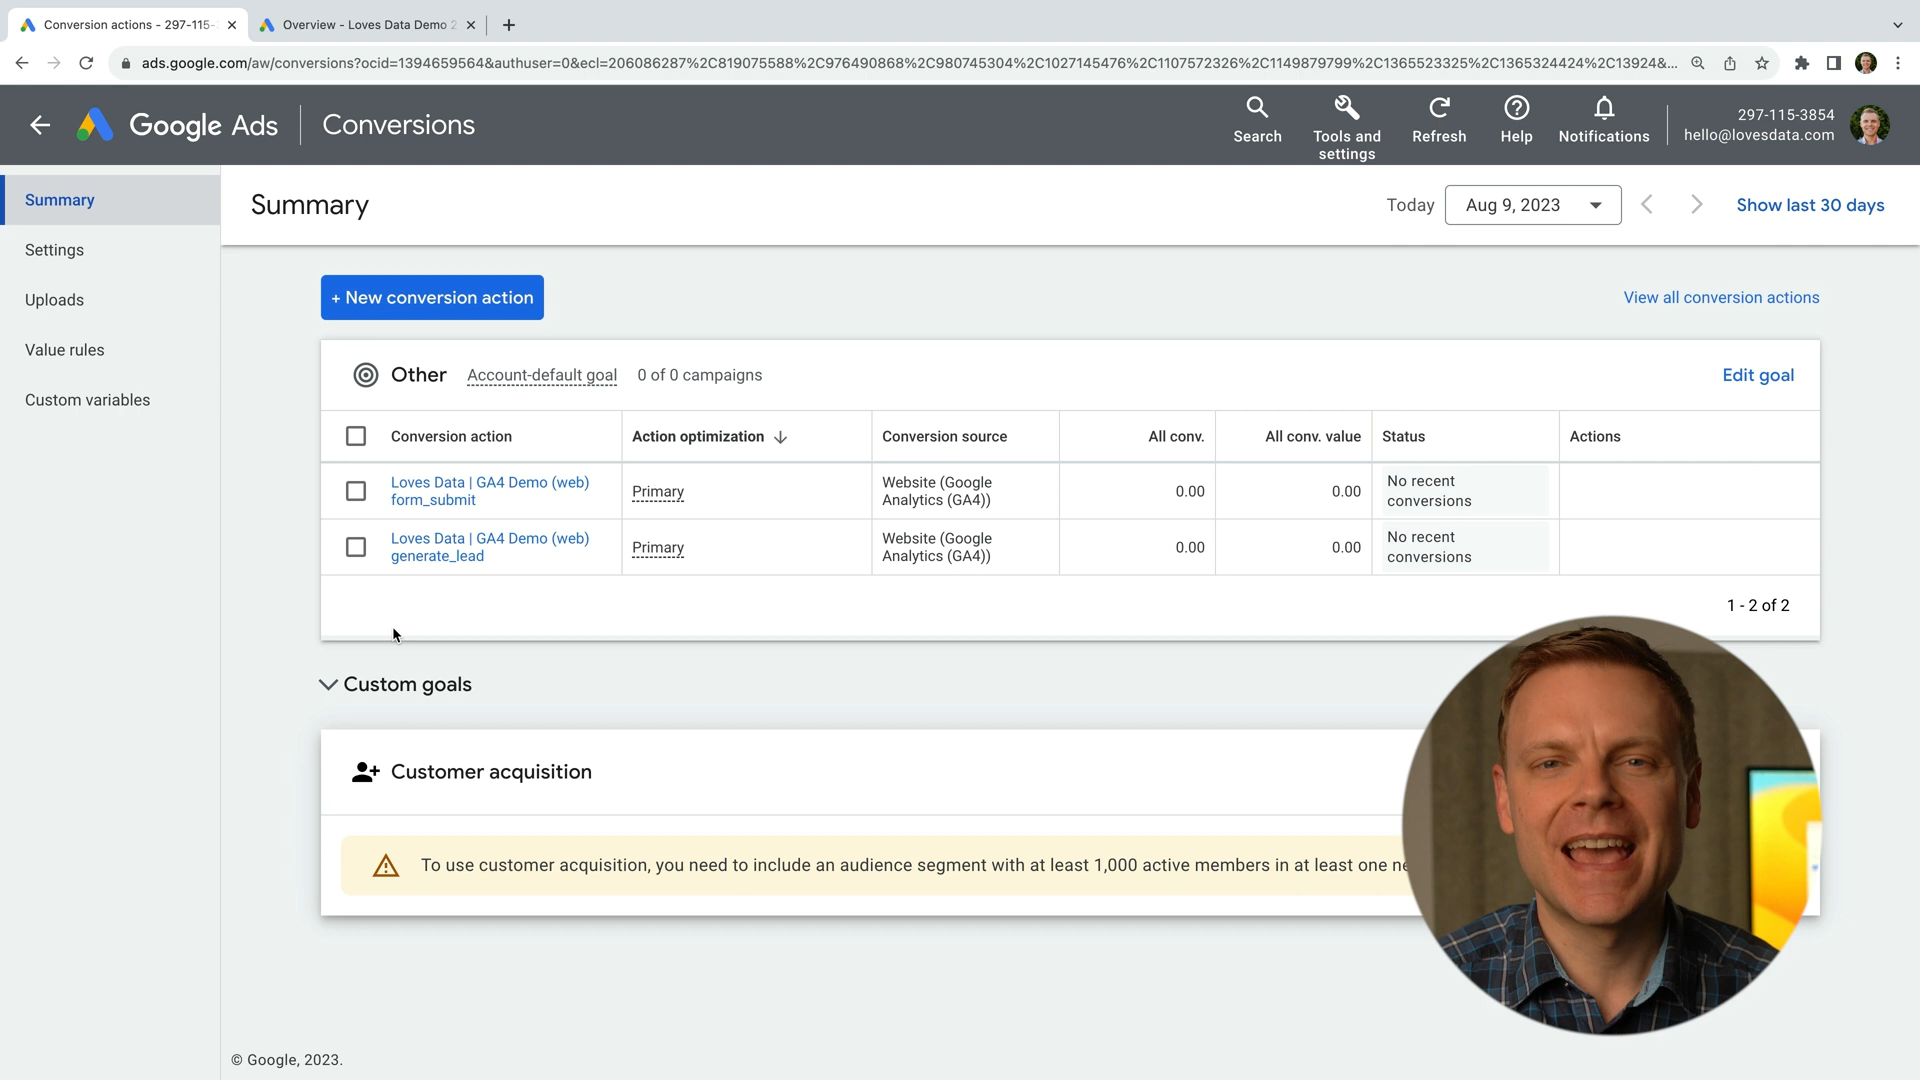 Conversion actions - 297-115-
Overview - Loves Data Demo 2
ads.google.com/aw/conversions?ocid=1394659564&authuser=0&ecl=206086287%2C819075588%2C976490868%2C980745304%2C1027145476%2C1107572326%2C1149879799%2C1365523325%2C1365324424%2C13924&...
Google Ads
Conversions
Search
Tools and
settings
Refresh
Help
Notifications
297-115-3854
hello@lovesdata.com
Summary
Settings
Uploads
Value rules
Custom variables
Summary
Today
Aug 9, 2023
Show last 30 days
+ New conversion action
View all conversion actions
Other
Account-default goal
0 of 0 campaigns
Edit goal
Conversion action
Action optimization
Conversion source
All conv.
All conv. value
Status
Actions
Loves Data | GA4 Demo (web)
form_submit
Primary
Website (Google
Analytics (GA4))
0.00
0.00
No recent
conversions
Loves Data | GA4 Demo (web)
generate_lead
Primary
Website (Google
Analytics (GA4))
0.00
0.00
No recent
conversions
1 - 2 of 2
Custom goals
Customer acquisition
To use customer acquisition, you need to include an audience segment with at least 1,000 active members in at least one
© Google, 2023.